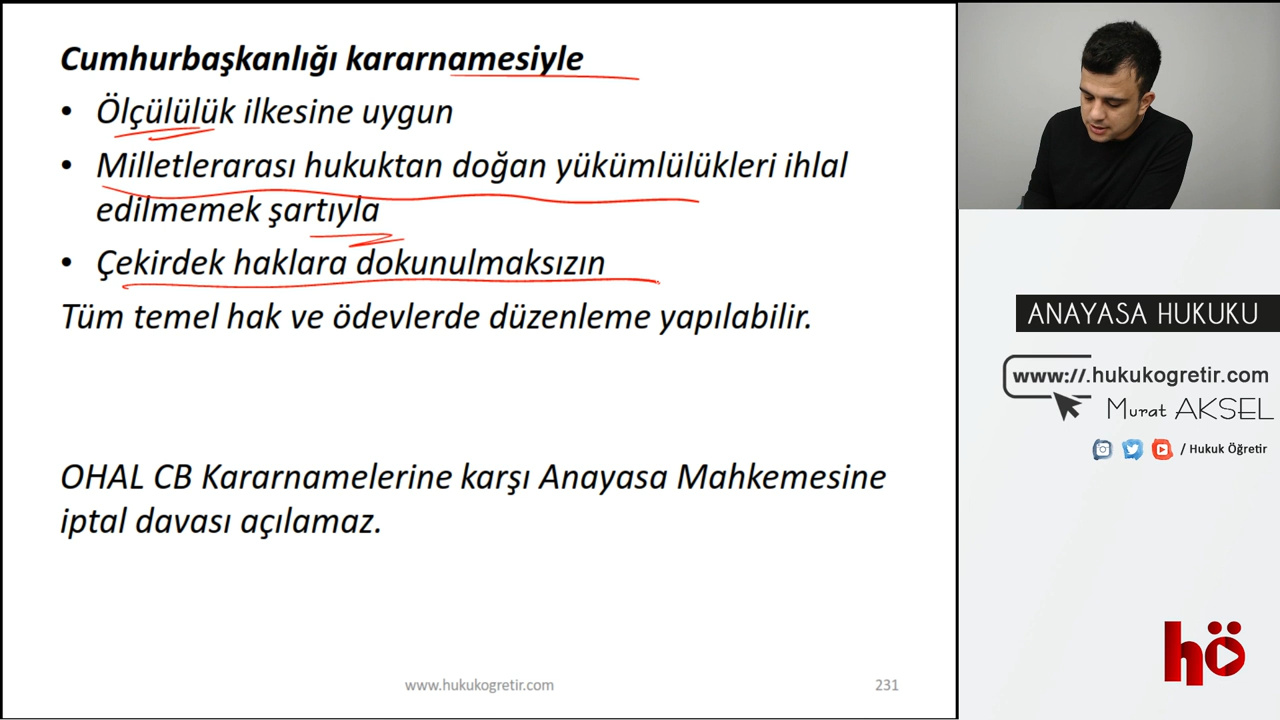 Cumhurbaşkanlığı kararnamesiyle
• Ölçülülük ilkesine uygun
• Milletlerarası hukuktan doğan yükümlülükleri ihlal
edilmemek şartıyla
• Çekirdek haklara dokunulmaksızın
Tüm temel hak ve ödevlerde düzenleme yapılabilir.
OHAL CB Kararnamelerine karşı Anayasa Mahkemesine
iptal davası açılamaz.
www.hukukogretir.com
231
ANAYASA HUKUKU
www://.hukukogretir.com
Murat AKSEL
/ Hukuk Öğretir
hö